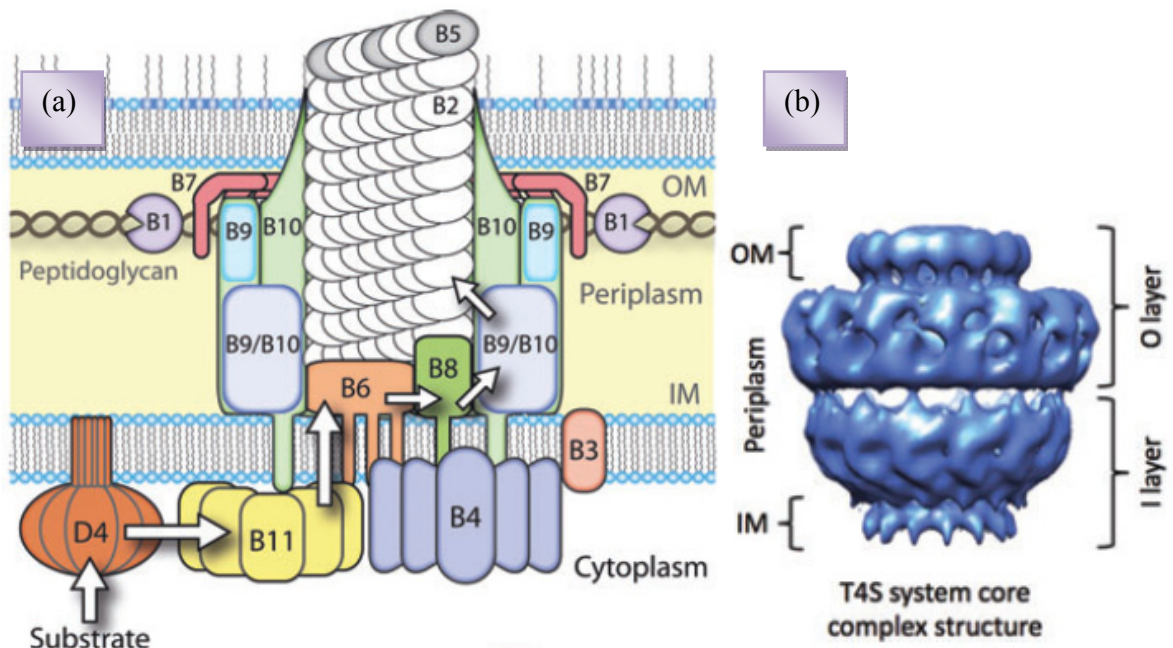 (a)
B5
B2
B7
B7
OM
B1
B10
B10
B1
B9
B9
Peptidoglycan
Periplasm
B9/B10
B9/B10
B8
B6
IM
B3
D4
B11
B4
Cytoplasm
Substrate
(b)
OM
O layer
Periplasm
I layer
IM
T4S system core
complex structure